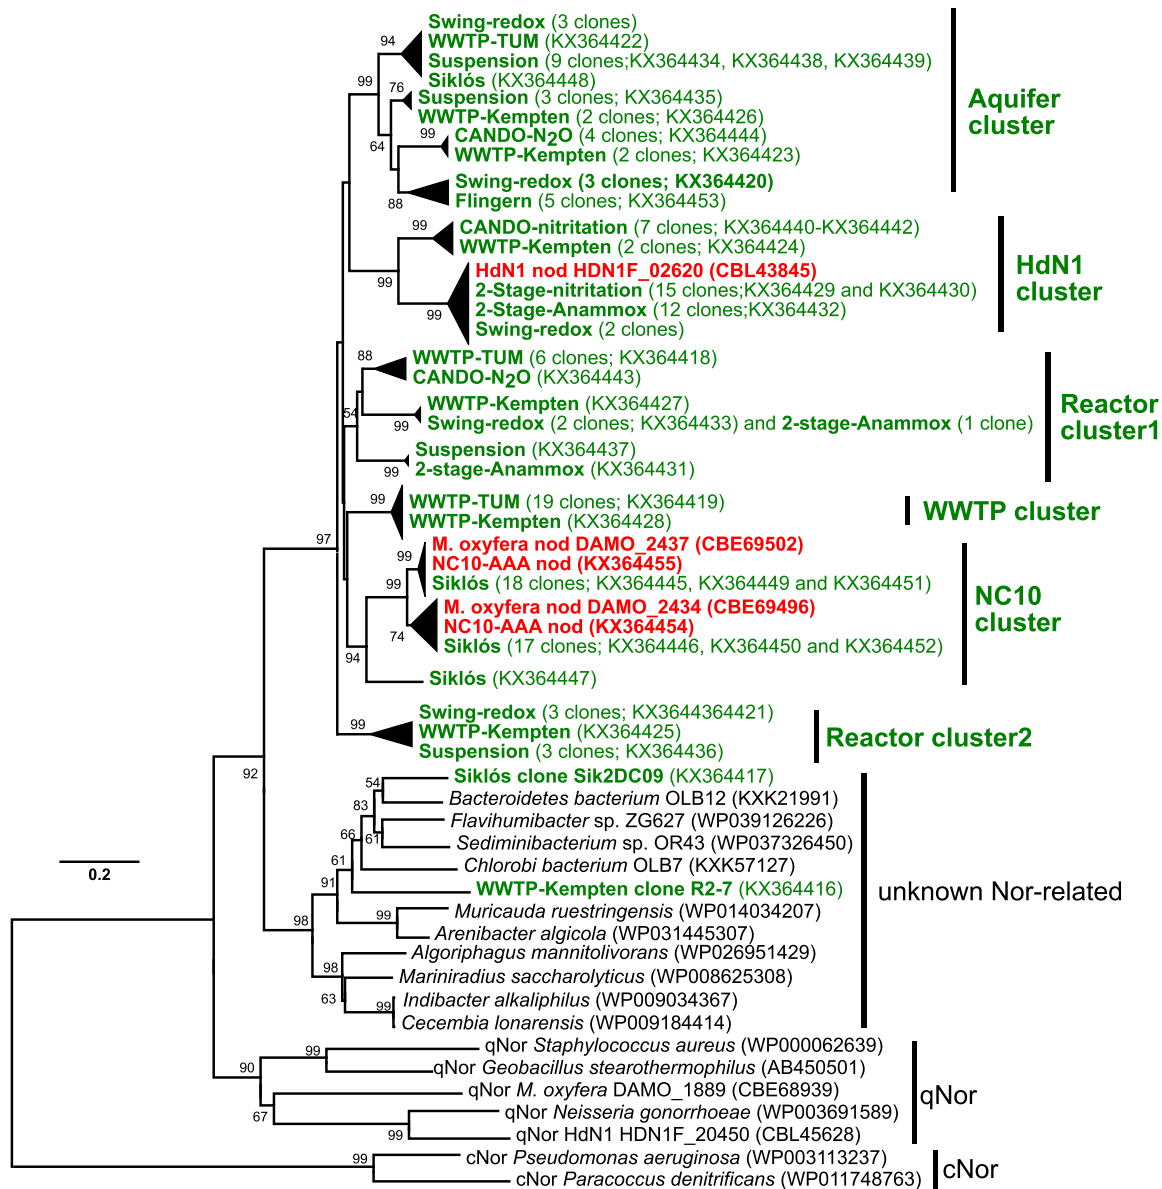 Swing-redox (3 clones)
94
WWTP-TUM (KX364422)
Suspension (9 clones;KX364434, KX364438, KX364439)
99
Siklós (KX364448)
76
Suspension (3 clones; KX364435)
Aquifer
cluster
WWTP-Kempten (2 clones; KX364426)
99
CANDO-N2O (4 clones; KX364444)
64
WWTP-Kempten (2 clones; KX364423)
Swing-redox (3 clones; KX364420)
88
Flingern (5 clones; KX364453)
99
CANDO-nitritation (7 clones; KX364440-KX364442)
WWTP-Kempten (2 clones; KX364424)
HdN1 nod HDN1F_02620 (CBL43845)
HdN1
cluster
99
2-Stage-nitritation (15 clones;KX364429 and KX364430)
2-Stage-Anammox (12 clones;KX364432)
99
Swing-redox (2 clones)
88
WWTP-TUM (6 clones; KX364418)
CANDO-N2O (KX364443)
WWTP-Kempten (KX364427)
Reactor
cluster1
54
99
Swing-redox (2 clones; KX364433) and 2-stage-Anammox (1 clone)
Suspension (KX364437)
99
2-stage-Anammox (KX364431)
99
WWTP-TUM (19 clones; KX364419)
WWTP cluster
WWTP-Kempten (KX364428)
97
M. oxyfera nod DAMO_2437 (CBE69502)
99
NC10-AAA nod (KX364455)
99
Siklós (18 clones; KX364445, KX364449 and KX364451)
NC10
cluster
M. oxyfera nod DAMO_2434 (CBE69496)
NC10-AAA nod (KX364454)
74
Siklós (17 clones; KX364446, KX364450 and KX364452)
94
Siklós (KX364447)
Swing-redox (3 clones; KX3644364421)
99
WWTP-Kempten (KX364425)
Reactor cluster2
Suspension (3 clones; KX364436)
92
Siklós clone Sik2DC09 (KX364417)
54
Bacteroidetes bacterium OLB12 (KXK21991)
83
Flavihumibacter sp. ZG627 (WP039126226)
66
61
Sediminibacterium sp. OR43 (WP037326450)
61
Chlorobi bacterium OLB7 (KXK57127)
0.2
91
WWTP-Kempten clone R2-7 (KX364416)
unknown Nor-related
98
99
Muricauda ruestringensis (WP014034207)
Arenibacter algicola (WP031445307)
Algoriphagus mannitolivorans (WP026951429)
98
Mariniradius saccharolyticus (WP008625308)
63
99
Indibacter alkaliphilus (WP009034367)
Cecembia lonarensis (WP009184414)
99
qNor Staphylococcus aureus (WP000062639)
90
qNor Geobacillus stearothermophilus (AB450501)
qNor M. oxyfera DAMO_1889 (CBE68939)
qNor
67
qNor Neisseria gonorrhoeae (WP003691589)
99
qNor HdN1 HDN1F_20450 (CBL45628)
99
cNor Pseudomonas aeruginosa (WP003113237)
cNor
cNor Paracoccus denitrificans (WP011748763)